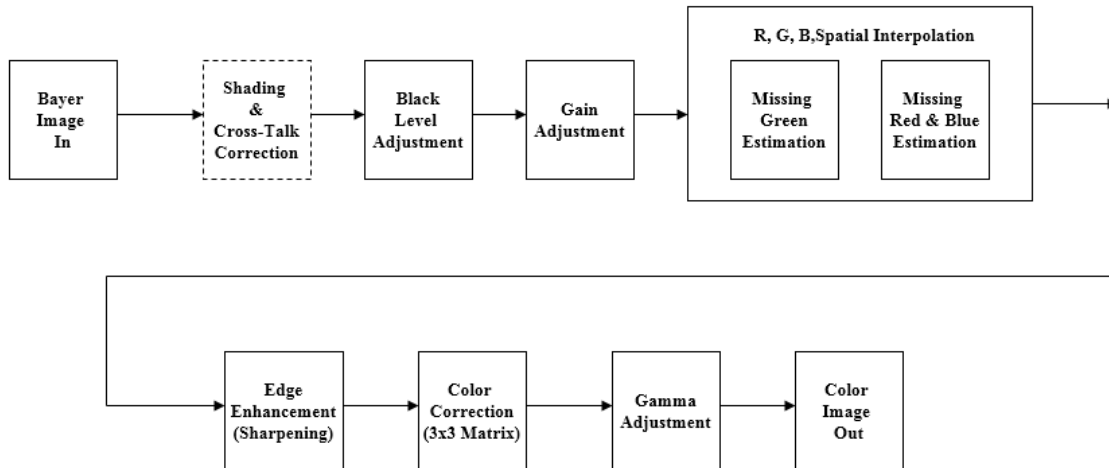 Bayer
Image
In
Shading
&
Cross-Talk
Correction
Black
Level
Adjustment
Gain
Adjustment
R, G, B,Spatial Interpolation
Missing
Green
Estimation
Missing
Red & Blue
Estimation
Edge
Enhancement
(Sharpening)
Color
Correction
(3x3 Matrix)
Gamma
Adjustment
Color
Image
Out